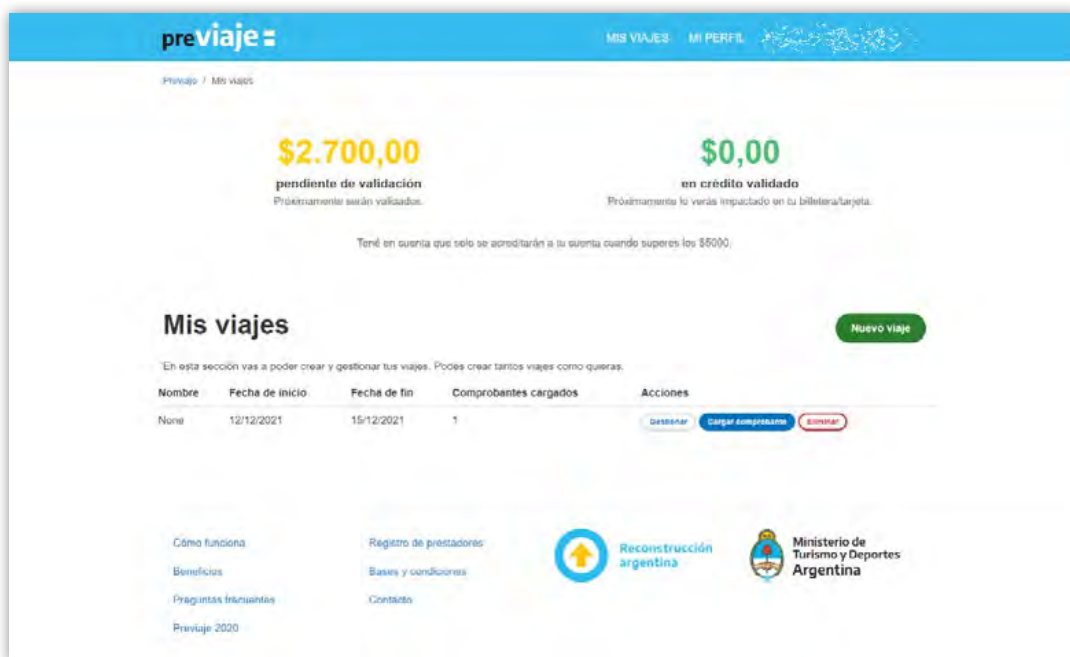 previaje
MIS VIAJES MI PERFIL
Previaje / Mis viajes
$2.700,00
pendiente de validación
Próximamente serán validados.
$0,00
en crédito validado
Próximamente lo verás impactado en tu billetera/tarjeta.
Tené en cuenta que solo se acreditarán a tu cuenta cuando superes los $5000.
Mis viajes
Nuevo viaje
En esta sección vas a poder crear y gestionar tus viajes. Podés crear tantos viajes como quieras.
Nombre Fecha de inicio Fecha de fin Comprobantes cargados Acciones
None 12/12/2021 15/12/2021 1 Gestionar Cargar comprobante Eliminar
Cómo funciona
Beneficios
Preguntas frecuentes
Previaje 2020
Registro de prestadores
Bases y condiciones
Contacto
Reconstrucción
argentina
Ministerio de
Turismo y Deportes
Argentina